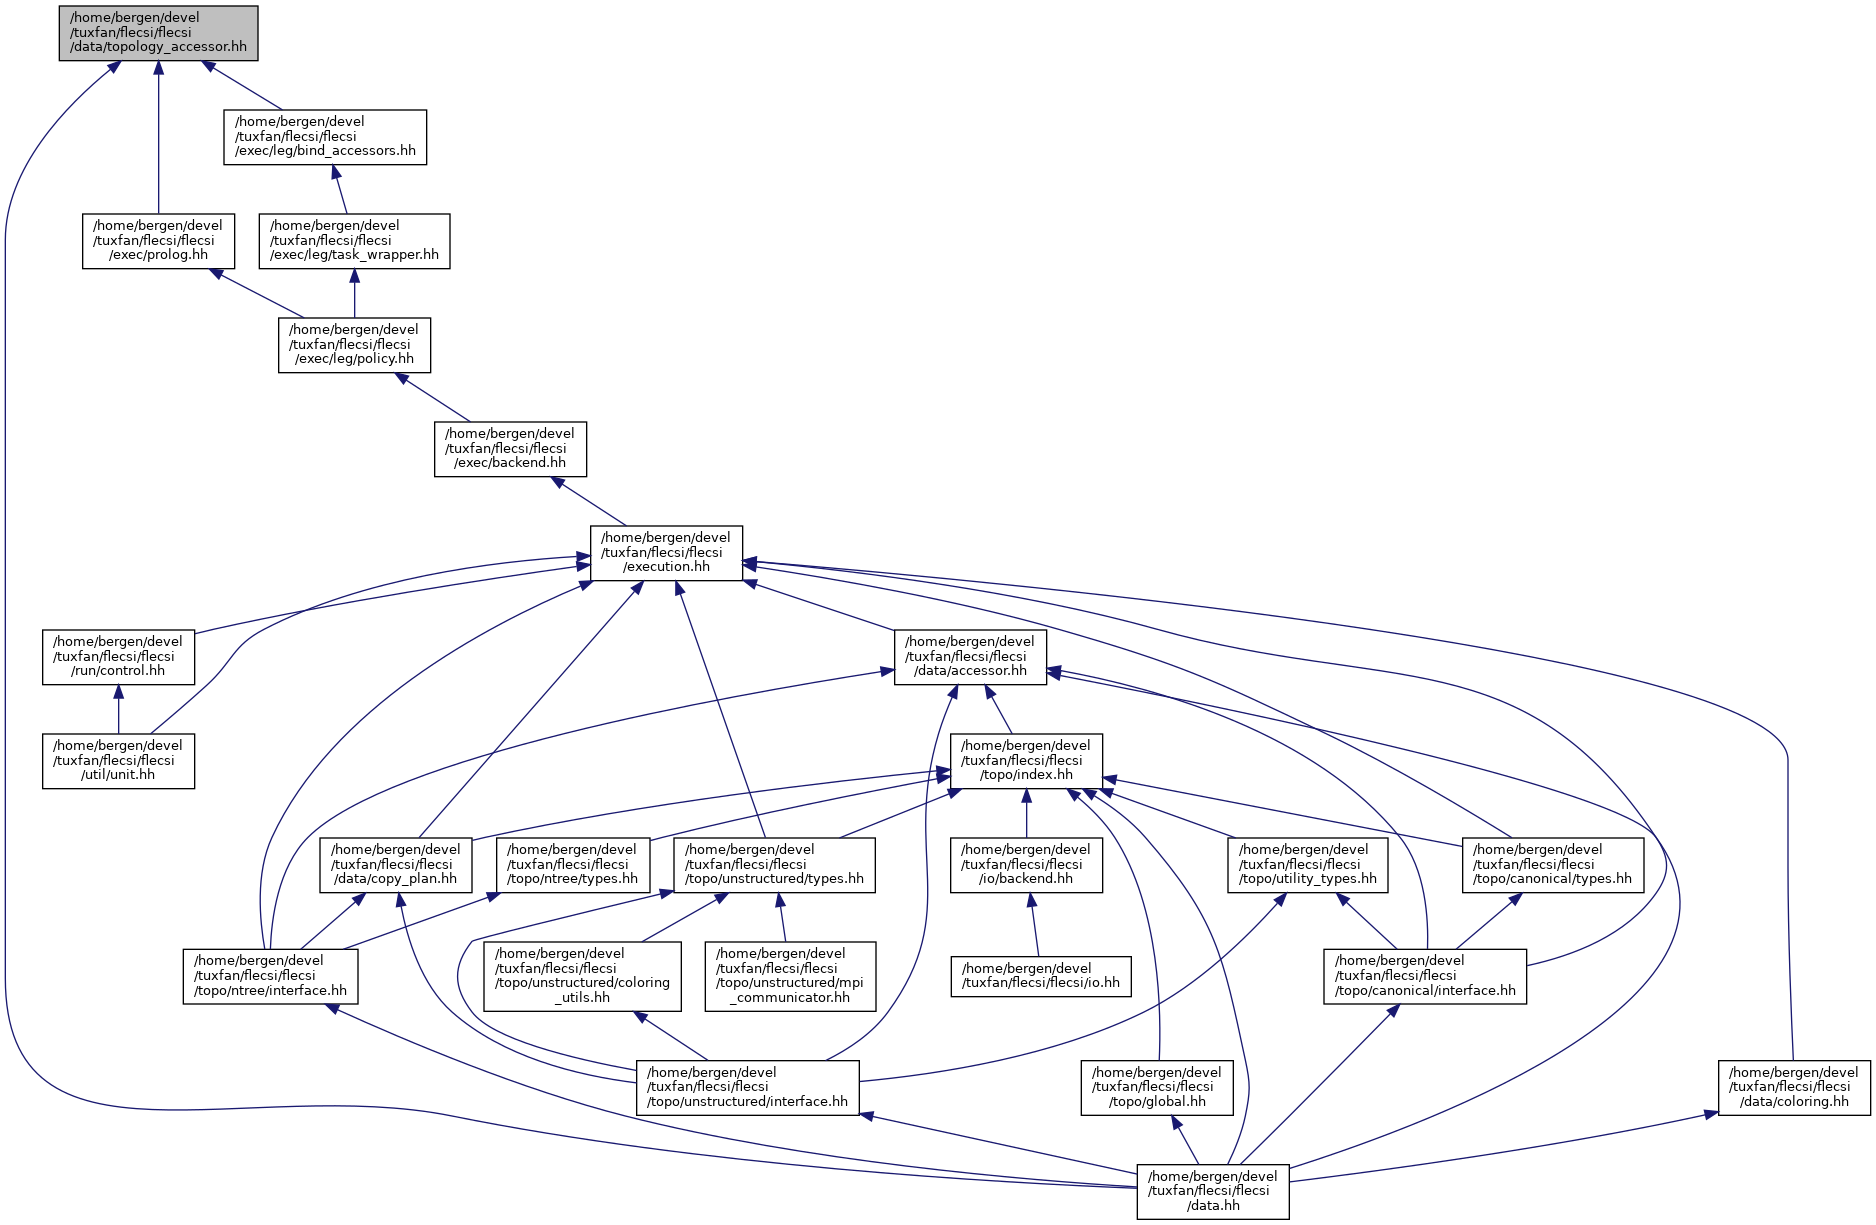 /home/bergen/devel
/tuxfan/flecsi/flecsi
/data/topology_accessor.hh
/home/bergen/devel
/tuxfan/flecsi/flecsi
/exec/leg/bind_accessors.hh
/home/bergen/devel
/tuxfan/flecsi/flecsi
/exec/prolog.hh
/home/bergen/devel
/tuxfan/flecsi/flecsi
/exec/leg/task_wrapper.hh
/home/bergen/devel
/tuxfan/flecsi/flecsi
/exec/leg/policy.hh
/home/bergen/devel
/tuxfan/flecsi/flecsi
/exec/backend.hh
/home/bergen/devel
/tuxfan/flecsi/flecsi
/execution.hh
/home/bergen/devel
/tuxfan/flecsi/flecsi
/run/control.hh
/home/bergen/devel
/tuxfan/flecsi/flecsi
/data/accessor.hh
/home/bergen/devel
/tuxfan/flecsi/flecsi
/util/unit.hh
/home/bergen/devel
/tuxfan/flecsi/flecsi
/topo/index.hh
/home/bergen/devel
/tuxfan/flecsi/flecsi
/data/copy_plan.hh
/home/bergen/devel
/tuxfan/flecsi/flecsi
/topo/ntree/types.hh
/home/bergen/devel
/tuxfan/flecsi/flecsi
/topo/unstructured/types.hh
/home/bergen/devel
/tuxfan/flecsi/flecsi
/io/backend.hh
/home/bergen/devel
/tuxfan/flecsi/flecsi
/topo/utility_types.hh
/home/bergen/devel
/tuxfan/flecsi/flecsi
/topo/canonical/types.hh
/home/bergen/devel
/tuxfan/flecsi/flecsi
/topo/ntree/interface.hh
/home/bergen/devel
/tuxfan/flecsi/flecsi
/topo/unstructured/coloring
_utils.hh
/home/bergen/devel
/tuxfan/flecsi/flecsi
/topo/unstructured/mpi
_communicator.hh
/home/bergen/devel
/tuxfan/flecsi/flecsi/io.hh
/home/bergen/devel
/tuxfan/flecsi/flecsi
/topo/canonical/interface.hh
/home/bergen/devel
/tuxfan/flecsi/flecsi
/topo/unstructured/interface.hh
/home/bergen/devel
/tuxfan/flecsi/flecsi
/topo/global.hh
/home/bergen/devel
/tuxfan/flecsi/flecsi
/data/coloring.hh
/home/bergen/devel
/tuxfan/flecsi/flecsi
/data.hh